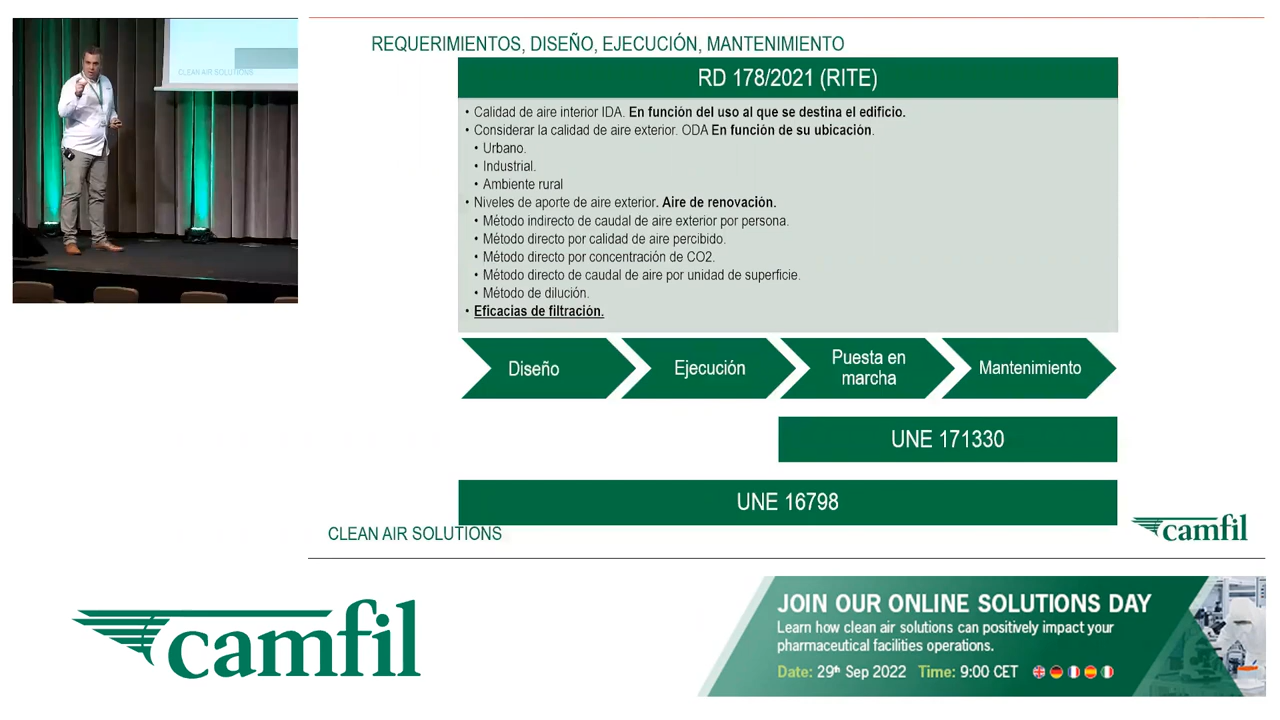 CLEAN AIR SOLUTIONS
REQUERIMIENTOS, DISEÑO, EJECUCIÓN, MANTENIMIENTO
RD 178/2021 (RITE)
• Calidad de aire interior IDA. En función del uso al que se destina el edificio.
• Considerar la calidad de aire exterior. ODA En función de su ubicación.
• Urbano.
• Industrial.
• Ambiente rural
• Niveles de aporte de aire exterior. Aire de renovación.
• Método indirecto de caudal de aire exterior por persona.
• Método directo por calidad de aire percibido.
• Método directo por concentración de CO2.
• Método directo de caudal de aire por unidad de superficie.
• Método de dilución.
• Eficacias de filtración.
Diseño
Ejecución
Puesta en
marcha
Mantenimiento
UNE 171330
UNE 16798
CLEAN AIR SOLUTIONS
camfil
camfil
JOIN OUR ONLINE SOLUTIONS DAY
Learn how clean air solutions can positively impact your
pharmaceutical facilities operations.
Date: 29th Sep 2022 Time: 9:00 CET